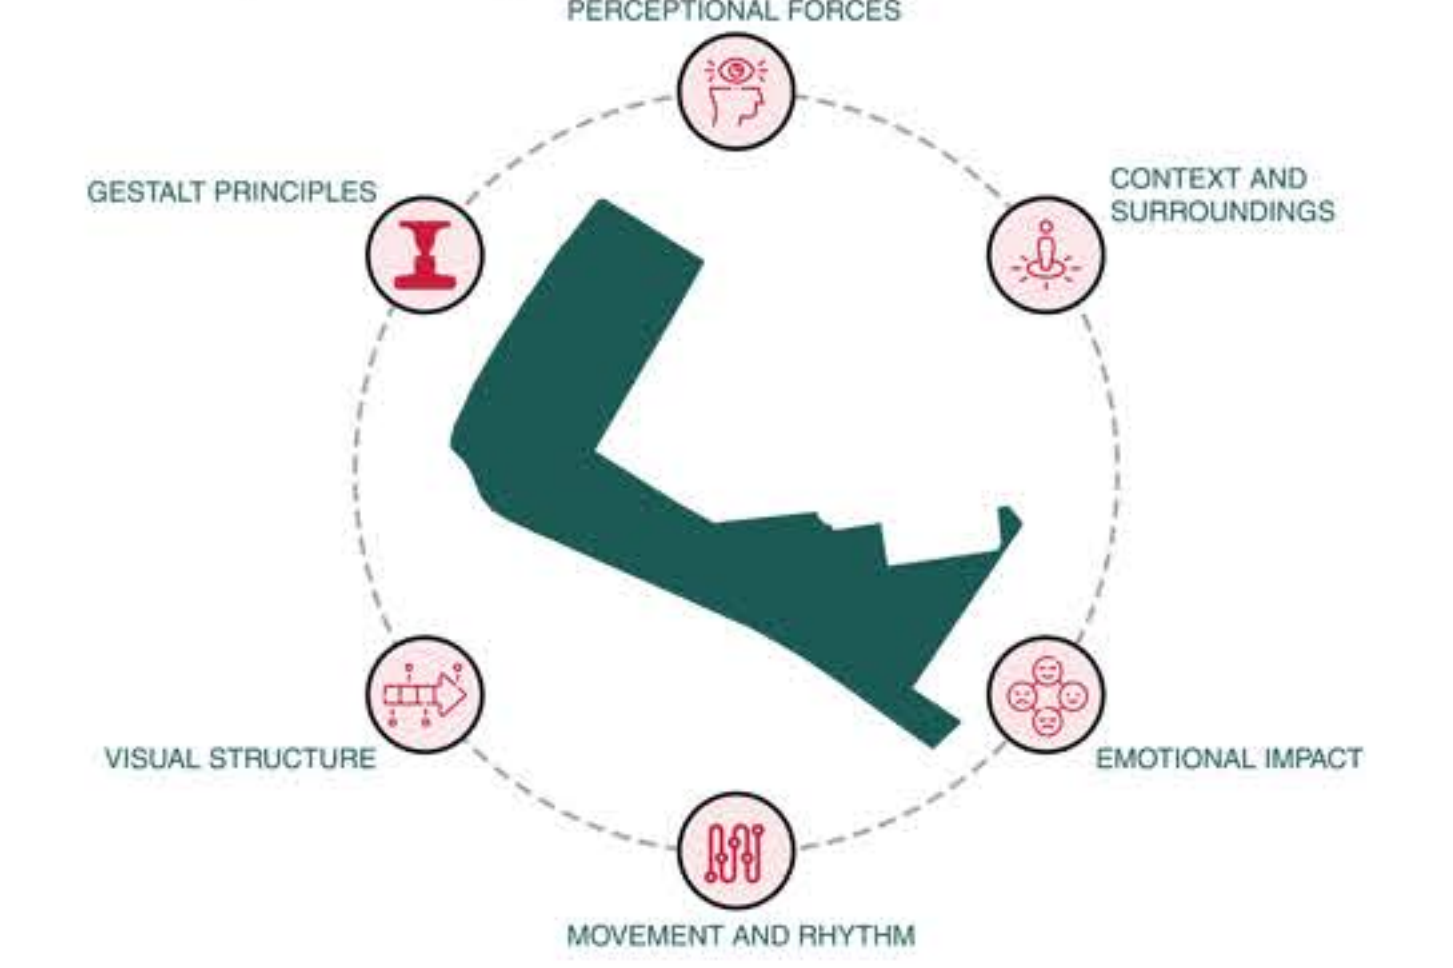 PERCEPTIONAL FORCES
GESTALT PRINCIPLES
CONTEXT AND
SURROUNDINGS
VISUAL STRUCTURE
EMOTIONAL IMPACT
MOVEMENT AND RHYTHM